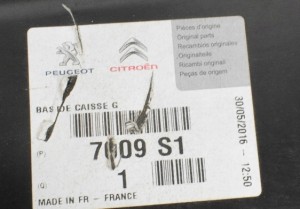 PEUGEOT
CITROËN
Pièces d'origine
Original parts
Recambios originales
Originalteile
Ricambi originali
Peças de origem
BAS DE CAISSE G
(P)
7009 S1
(Q)
1
MADE IN FR - FRANCE
30/05/2016 - 12:50